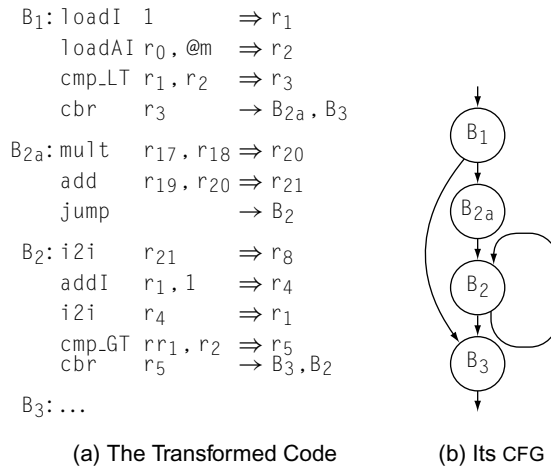 B1: loadI 1 ⇒ r1
loadAI r0, @m ⇒ r2
cmp_LT r1, r2 ⇒ r3
cbr r3 → B2a, B3
B2a: mult r17, r18 ⇒ r20
add r19, r20 ⇒ r21
jump → B2
B2: i2i r21 ⇒ r8
addI r1, 1 ⇒ r4
i2i r4 ⇒ r1
cmp_GT rr1, r2 ⇒ r5
cbr r5 → B3, B2
B3: ...
(a) The Transformed Code
B1
B2a
B2
B3
(b) Its CFG